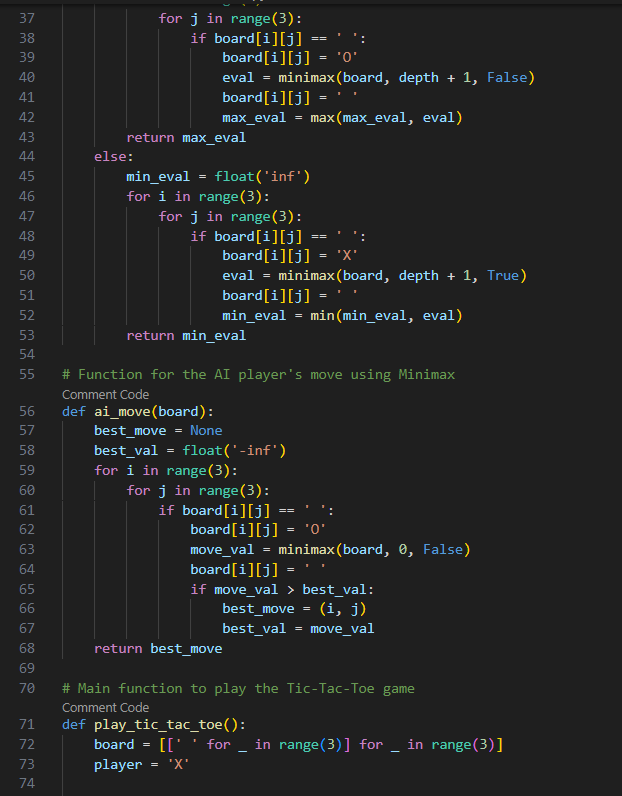 37                for j in range(3):
38                    if board[i][j] == ' ':
39                        board[i][j] = 'O'
40                        eval = minimax(board, depth + 1, False)
41                        board[i][j] = ' '
42                        max_eval = max(max_eval, eval)
43            return max_eval
44        else:
45            min_eval = float('inf')
46            for i in range(3):
47                for j in range(3):
48                    if board[i][j] == ' ':
49                        board[i][j] = 'X'
50                        eval = minimax(board, depth + 1, True)
51                        board[i][j] = ' '
52                        min_eval = min(min_eval, eval)
53            return min_eval
54
55    # Function for the AI player's move using Minimax
      Comment Code
56    def ai_move(board):
57        best_move = None
58        best_val = float('-inf')
59        for i in range(3):
60            for j in range(3):
61                if board[i][j] == ' ':
62                    board[i][j] = 'O'
63                    move_val = minimax(board, 0, False)
64                    board[i][j] = ' '
65                    if move_val > best_val:
66                        best_move = (i, j)
67                        best_val = move_val
68        return best_move
69
70    # Main function to play the Tic-Tac-Toe game
      Comment Code
71    def play_tic_tac_toe():
72        board = [[' ' for _ in range(3)] for _ in range(3)]
73        player = 'X'
74